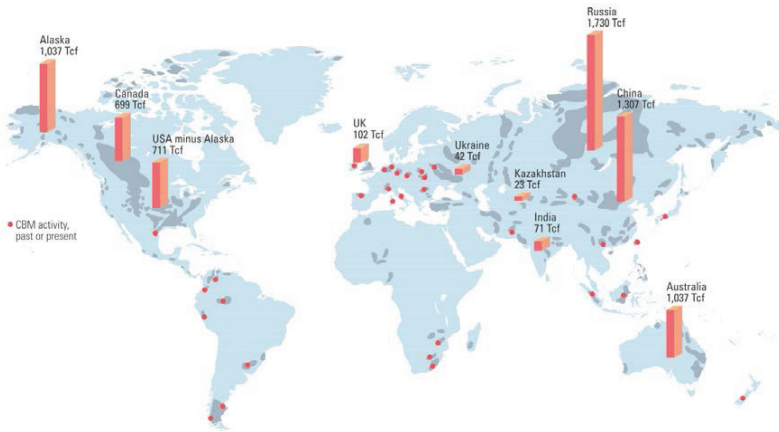 Alaska
1,037 Tcf
Canada
699 Tcf
USA minus Alaska
711 Tcf
CBM activity,
past or present
UK
102 Tcf
Ukraine
42 Tcf
Kazakhstan
23 Tcf
India
71 Tcf
Russia
1,730 Tcf
China
1,307 Tcf
Australia
1,037 Tcf